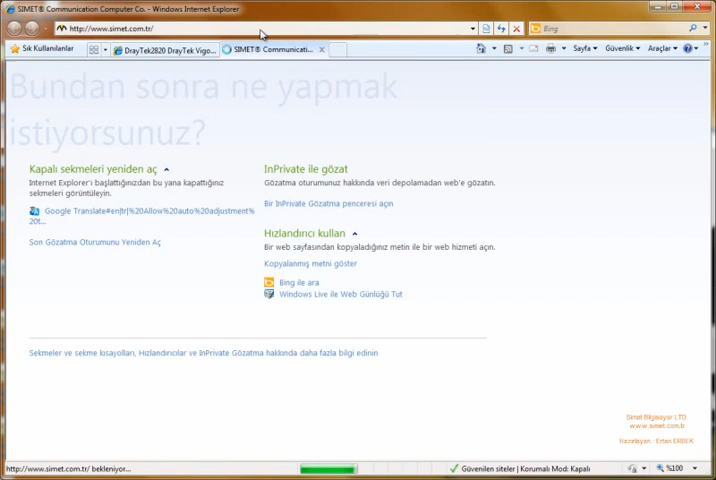 SIMET® Communication Computer Co. - Windows Internet Explorer
http://www.simet.com.tr/
Bing
Sık Kullanılanlar
DrayTek2820 DrayTek Vigo...
SIMET® Communicati...
Sayfa
Güvenlik
Araçlar
Bundan sonra ne yapmak
istiyorsunuz?
Kapalı sekmeleri yeniden aç
Internet Explorer'ı başlattığınızdan bu yana kapattığınız
sekmeleri görüntüleyin.
Google Translate#en|tr|%20Allow%20auto%20adjustment%
20t...
Son Gözatma Oturumunu Yeniden Aç
InPrivate ile gözat
Gözatma oturumunuz hakkında veri depolamadan web'e gözatın.
Bir InPrivate Gözatma penceresi açın
Hızlandırıcı kullan
Bir web sayfasından kopyaladığınız metin ile bir web hizmeti açın.
Kopyalanmış metni göster
Bing ile ara
Windows Live ile Web Günlüğü Tut
Sekmeler ve sekme kısayolları, Hızlandırıcılar ve InPrivate Gözatma hakkında daha fazla bilgi edinin
Simet Bilgisayar LTD
www.simet.com.tr
Hazırlayan : Ertan ERBEK
http://www.simet.com.tr/ bekleniyor...
Güvenilen siteler | Korumalı Mod: Kapalı
%100